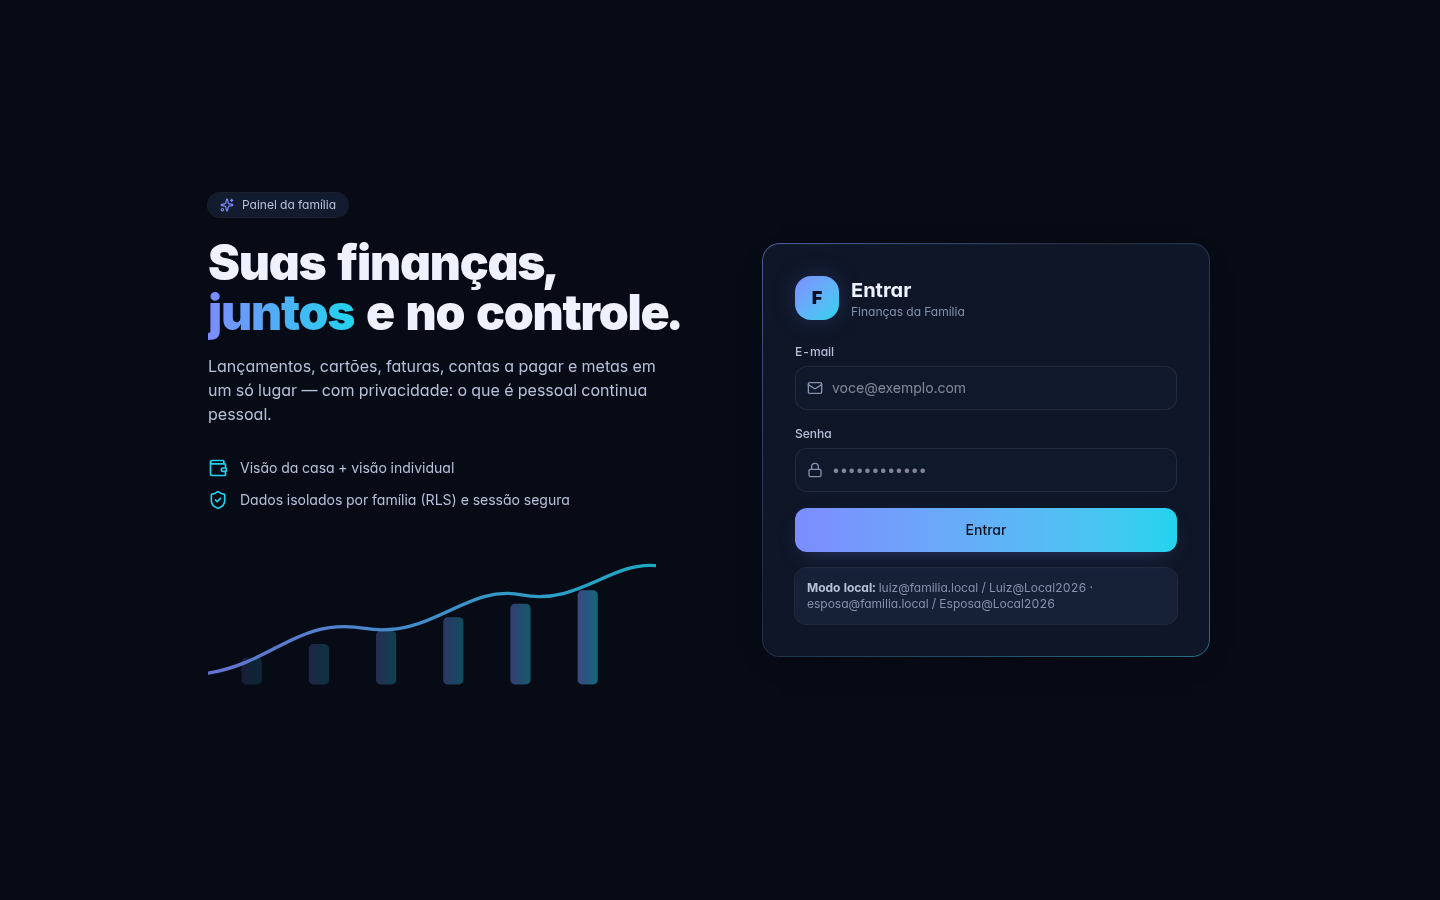 Painel da família
Suas finanças,
juntos e no controle.
Lançamentos, cartões, faturas, contas a pagar e metas em
um só lugar — com privacidade: o que é pessoal continua
pessoal.
Visão da casa + visão individual
Dados isolados por família (RLS) e sessão segura
F
Entrar
Finanças da Família
E-mail
voce@exemplo.com
Senha
••••••••••••
Entrar
Modo local: luiz@familia.local / Luiz@Local2026 ·
esposa@familia.local / Esposa@Local2026